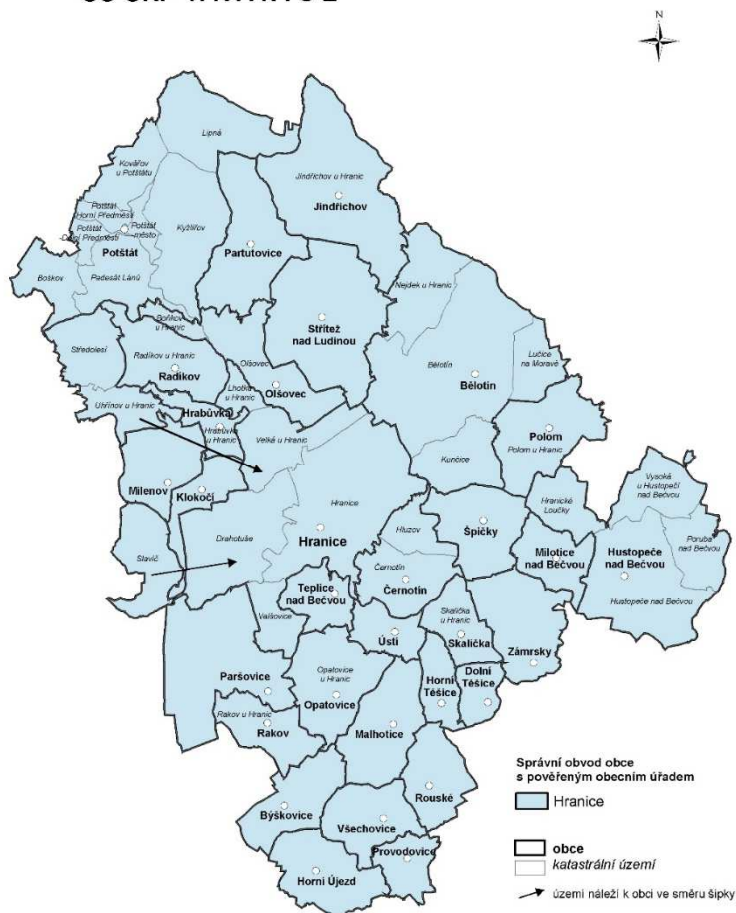 N
Lipná
Kovářov
u Potštátu
Jindřichov u Hranic
Jindřichov
Potštát
Horní Předměstí
Potštát
Dolní Předměstí
Potštát
město
Potštát
Kyžlířov
Partutovice
Boškov
Padesát Lánů
Nejdek u Hranic
Střítež
nad Ludinou
Středolesí
Boňkov
u Hranic
Radíkov u Hranic
Radíkov
Olšovec
Lhotka
u Hranic
Olšovec
Bělotín
Bělotín
Lučice
na Moravě
Uhřínov u Hranic
Hrabůvka
Hrabůvka
u Hranic
Velká u Hranic
Polom
Polom u Hranic
Kunčice
Vysoká
u Hustopečí
nad Bečvou
Milenov
Klokočí
Hranice
Hranické
Loučky
Drahotuše
Hranice
Hluzov
Špičky
Milotice
nad Bečvou
Hustopeče
nad Bečvou
Poruba
nad Bečvou
Slavíč
Černotín
Černotín
Hustopeče nad Bečvou
Teplice
nad Bečvou
Valšovice
Ústí
Skalička
u Hranic
Skalička
Zámrsky
Paršovice
Opatovice
u Hranic
Opatovice
Horní
Těšice
Dolní
Těšice
Rakov u Hranic
Rakov
Malhotice
Rouské
Býškovice
Všechovice
Provodovice
Horní Újezd
Správní obvod obce
s pověřeným obecním úřadem
Hranice
obce
katastrální území
území náleží k obci ve směru šipky